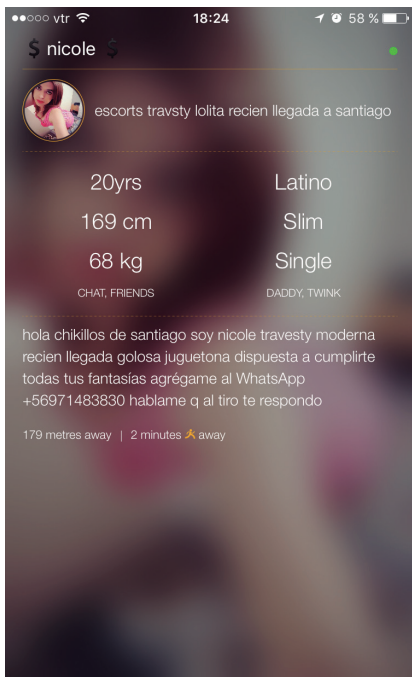 vtr 18:24 58 %
$ nicole $
escorts travsty lolita recien llegada a santiago
20yrs Latino
169 cm Slim
68 kg Single
CHAT, FRIENDS DADDY, TWINK
hola chikillos de santiago soy nicole travesty moderna
recien llegada golosa juguetona dispuesta a cumplirte
todas tus fantasías agrégame al WhatsApp
+56971483830 hablame q al tiro te respondo
179 metres away | 2 minutes away